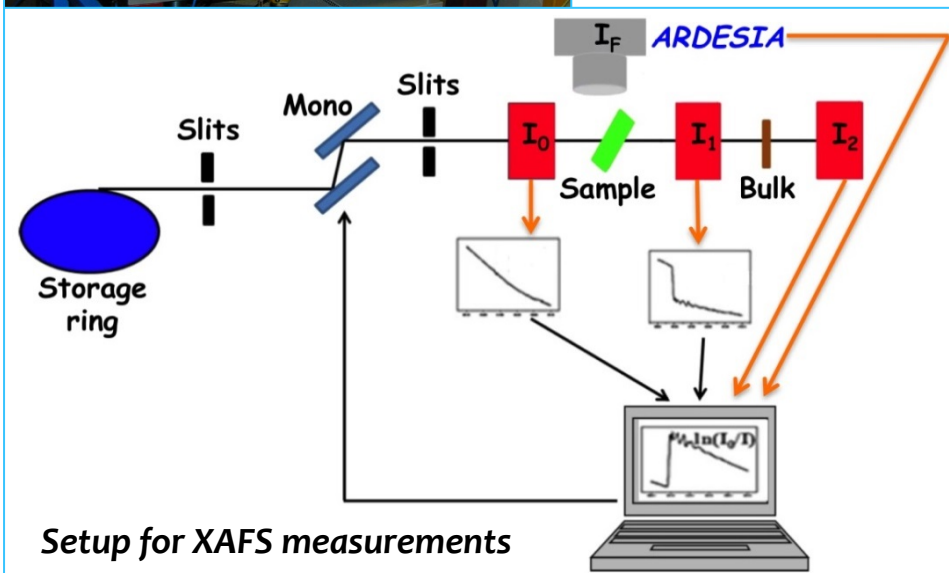 I_F ARDESIA
Slits
Mono
Slits
I_0
I_1
I_2
Sample
Bulk
Storage
ring
ln(I_0/I)
Setup for XAFS measurements